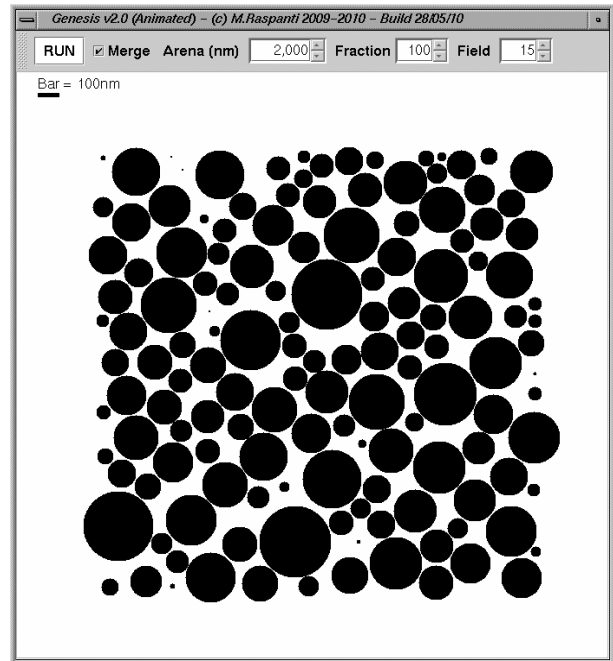 Genesis v2.0 (Animated) – (c) M.Raspanti 2009–2010 – Build 28/05/10
RUN Merge Arena (nm) 2,000 Fraction 100 Field 15
Bar = 100nm